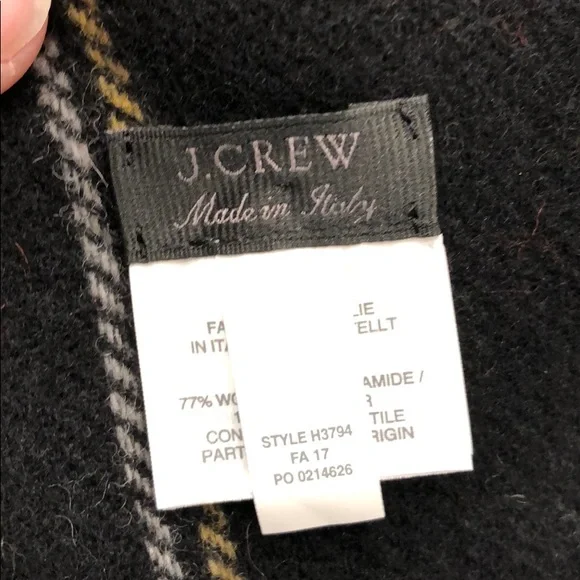 J.CREW
Made in Italy
FA
IN ITA
77% WO
CON
PART
LIE
ELLT
AMIDE /
R
TILE
RIGIN
STYLE H3794
FA 17
PO 0214626